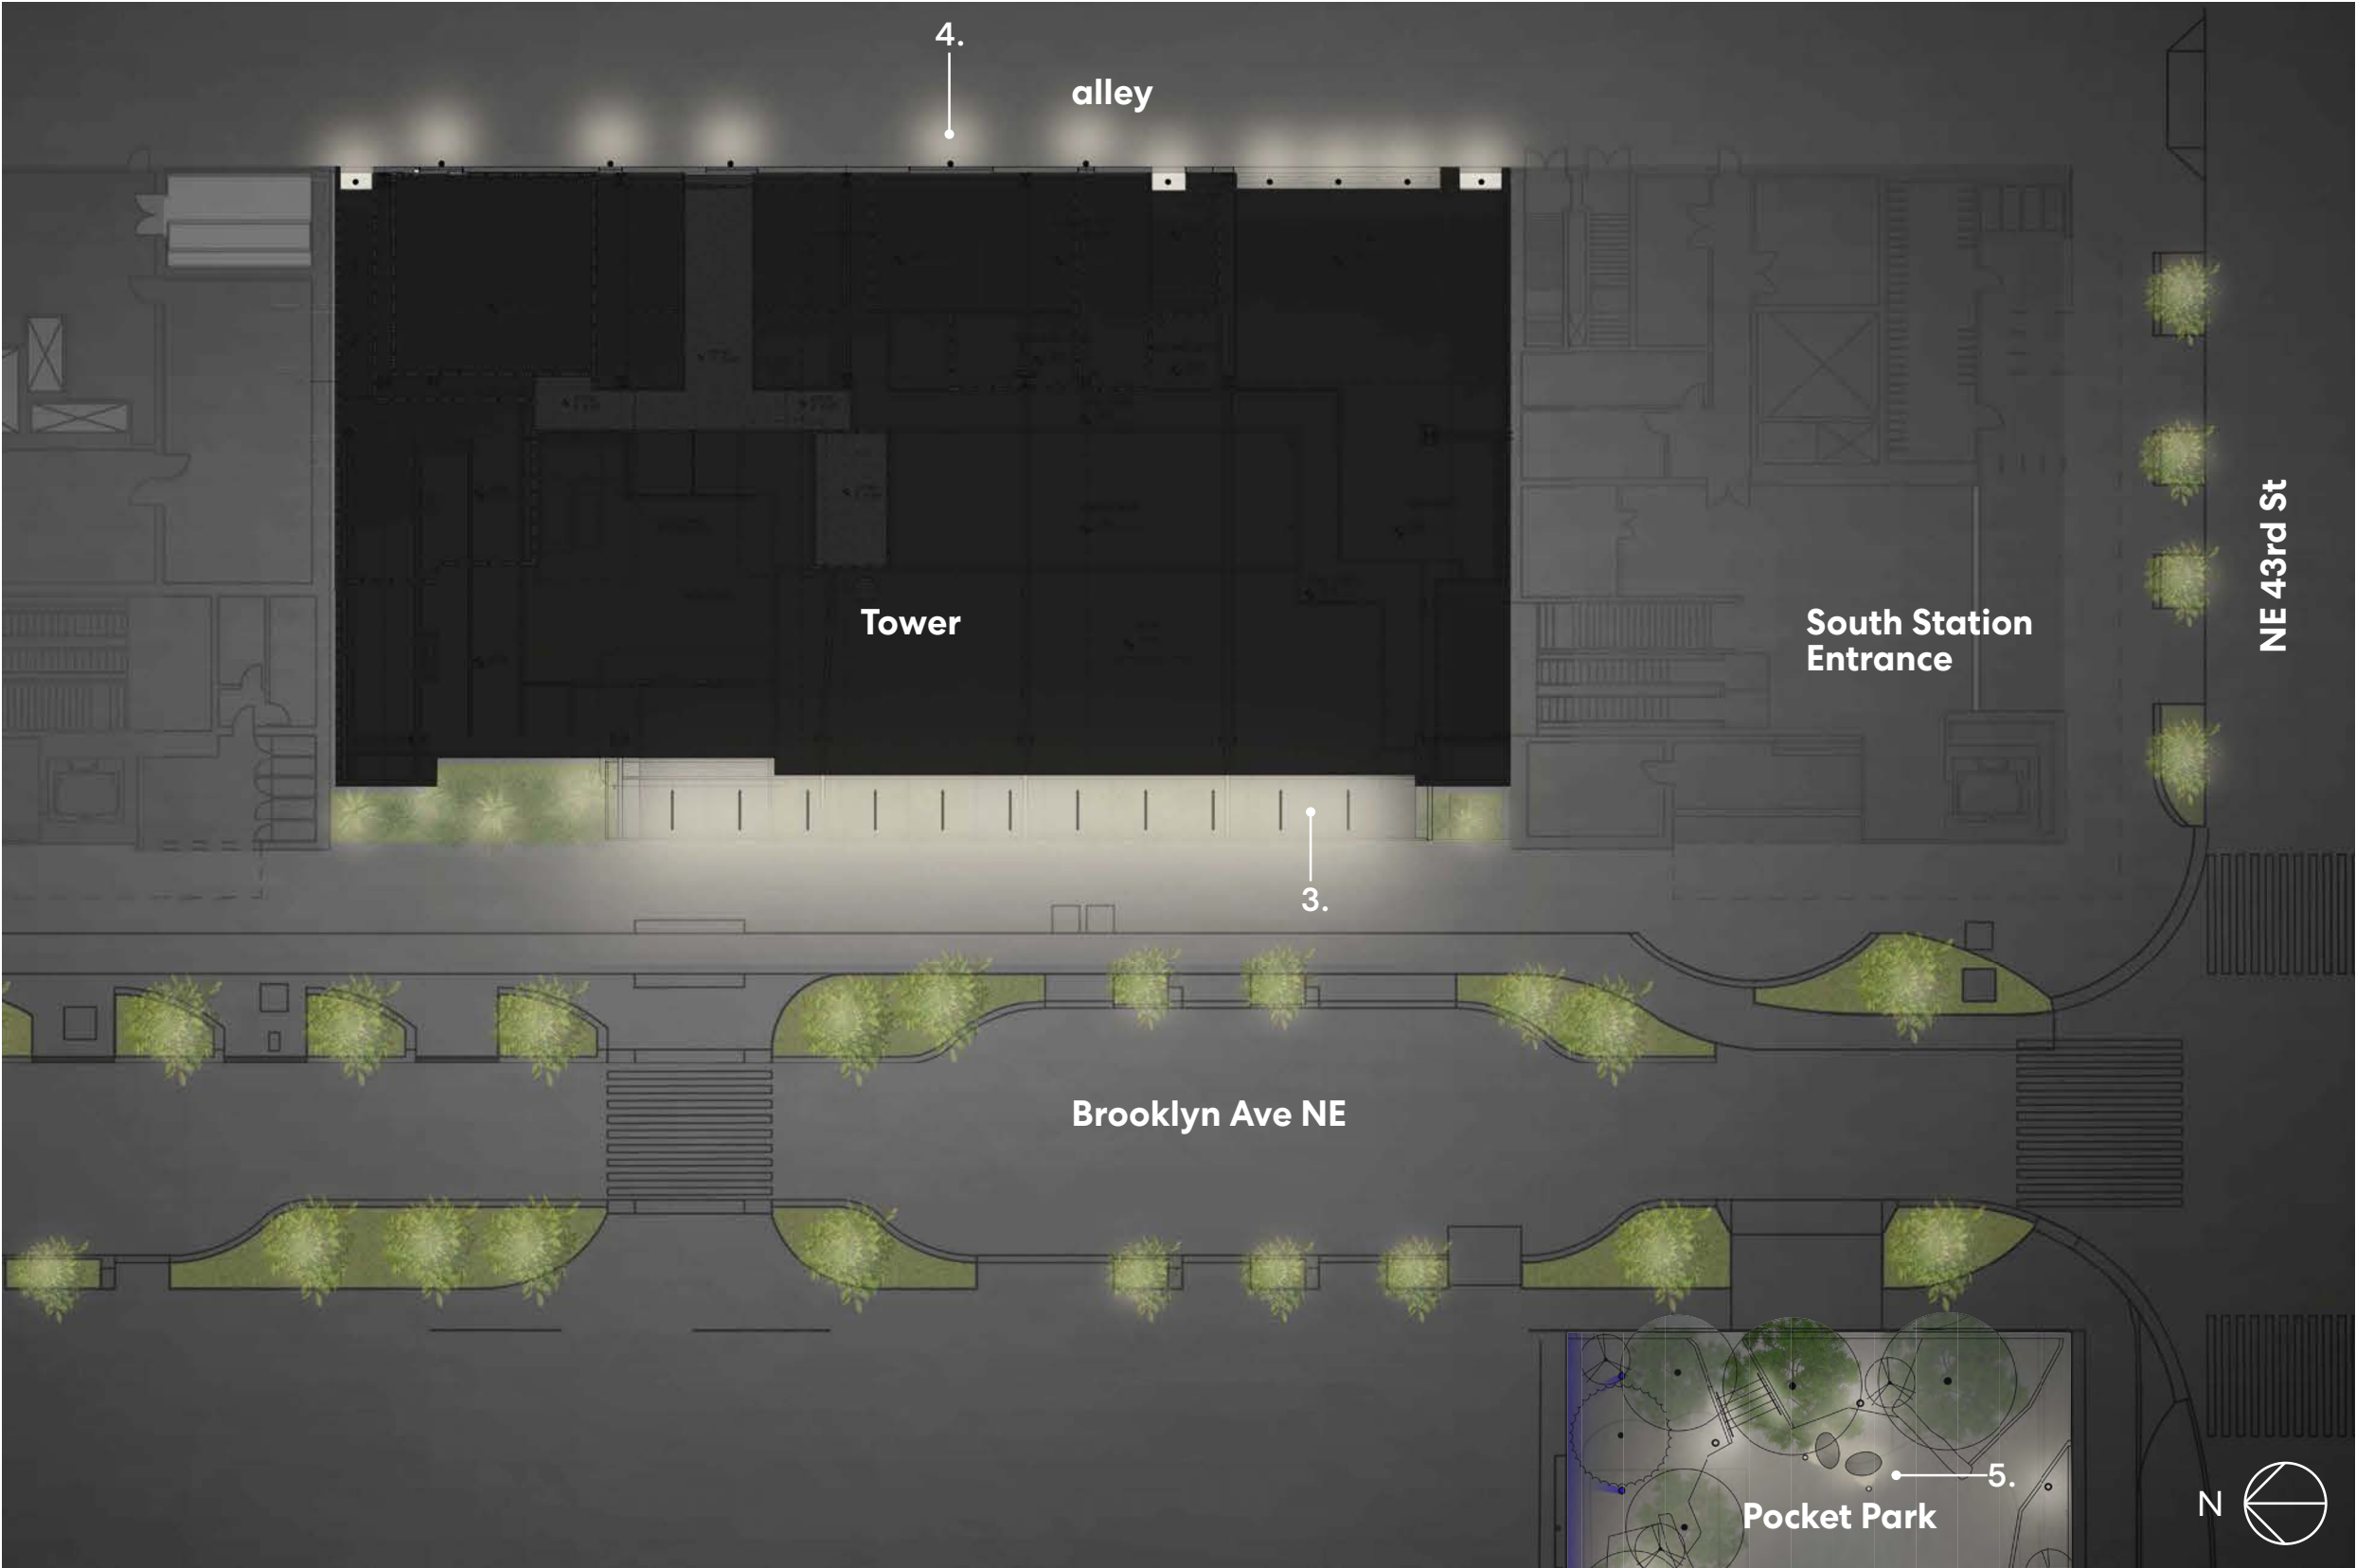 4.
alley
Tower
South Station
Entrance
NE 43rd St
3.
Brooklyn Ave NE
5.
Pocket Park
N